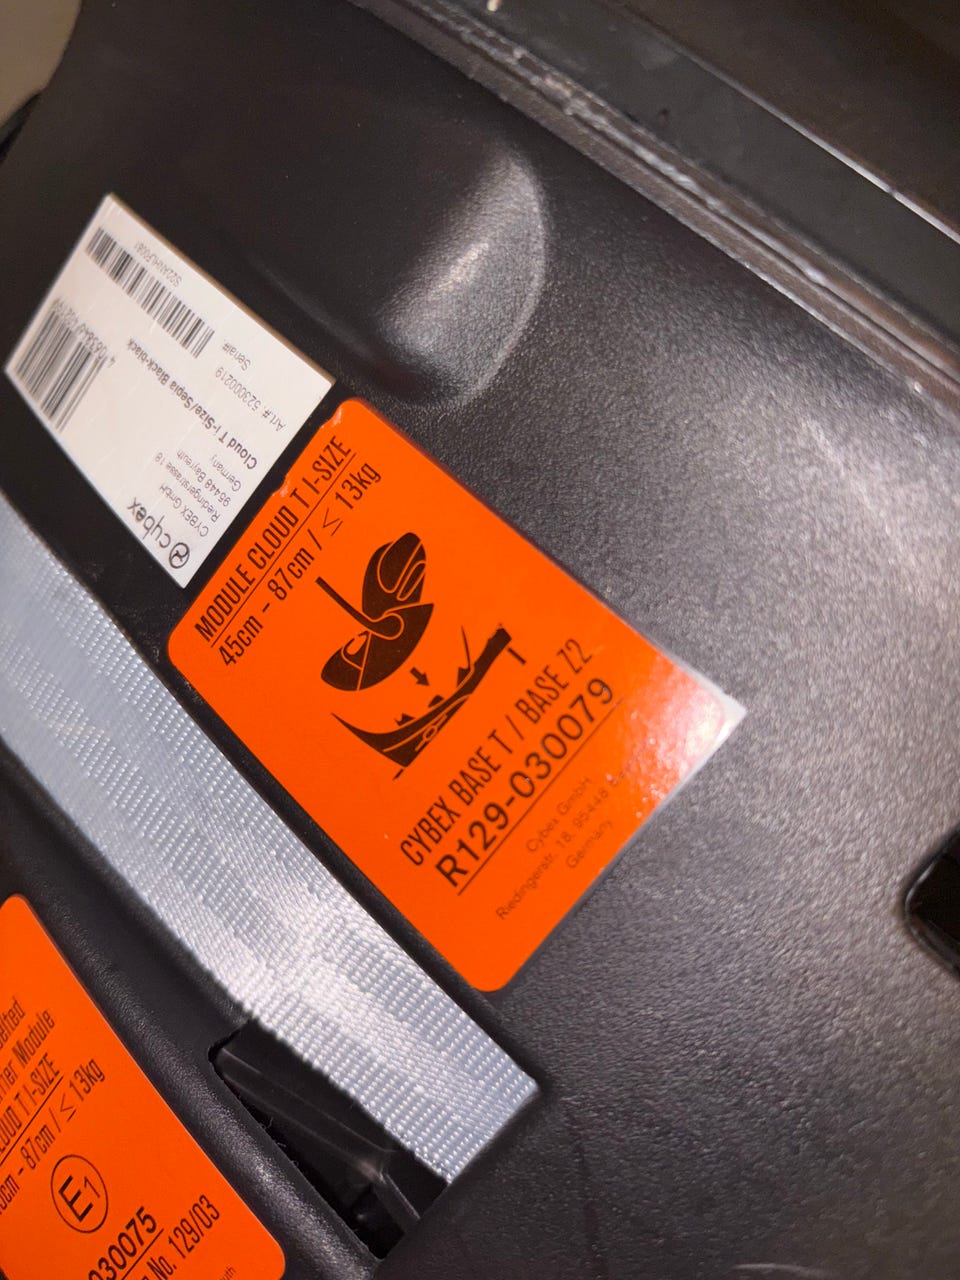 cybex
CYBEX GmbH
Riedingerstrasse 18
95448 Bayreuth
Germany
Cloud T i-Size/Sepia Black-black
Art.# 523000219
Serial#
MODULE CLOUD T I-SIZE
45cm - 87cm / ≤ 13kg
CYBEX BASE T / BASE Z2
R129-030079
Cybex GmbH
Riedingerstr. 18, 95448
Germany
Module
T I-SIZE
87cm / ≤ 13kg
E1
030075
No. 129/03